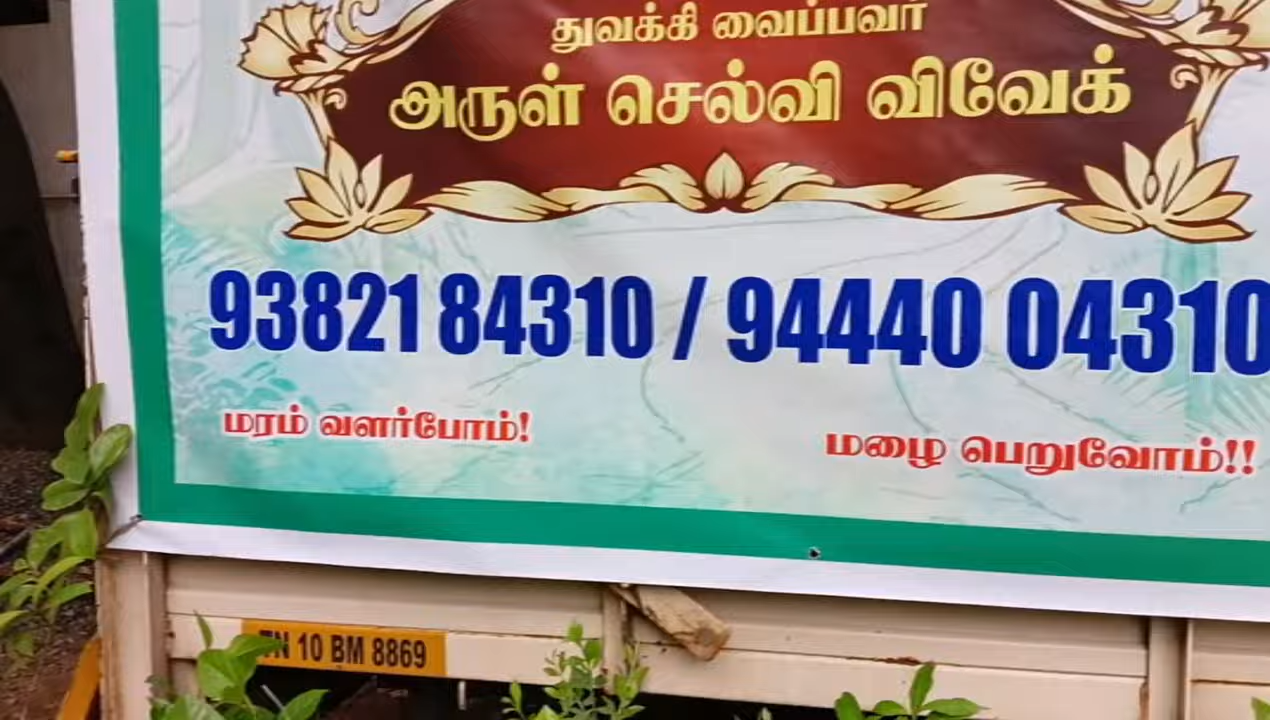 துவக்கி வைப்பவர்
அருள் செல்வி விவேக்
93821 84310 / 94440 04310
மரம் வளர்போம்!
மழை பெறுவோம்!!
TN 10 BM 8869